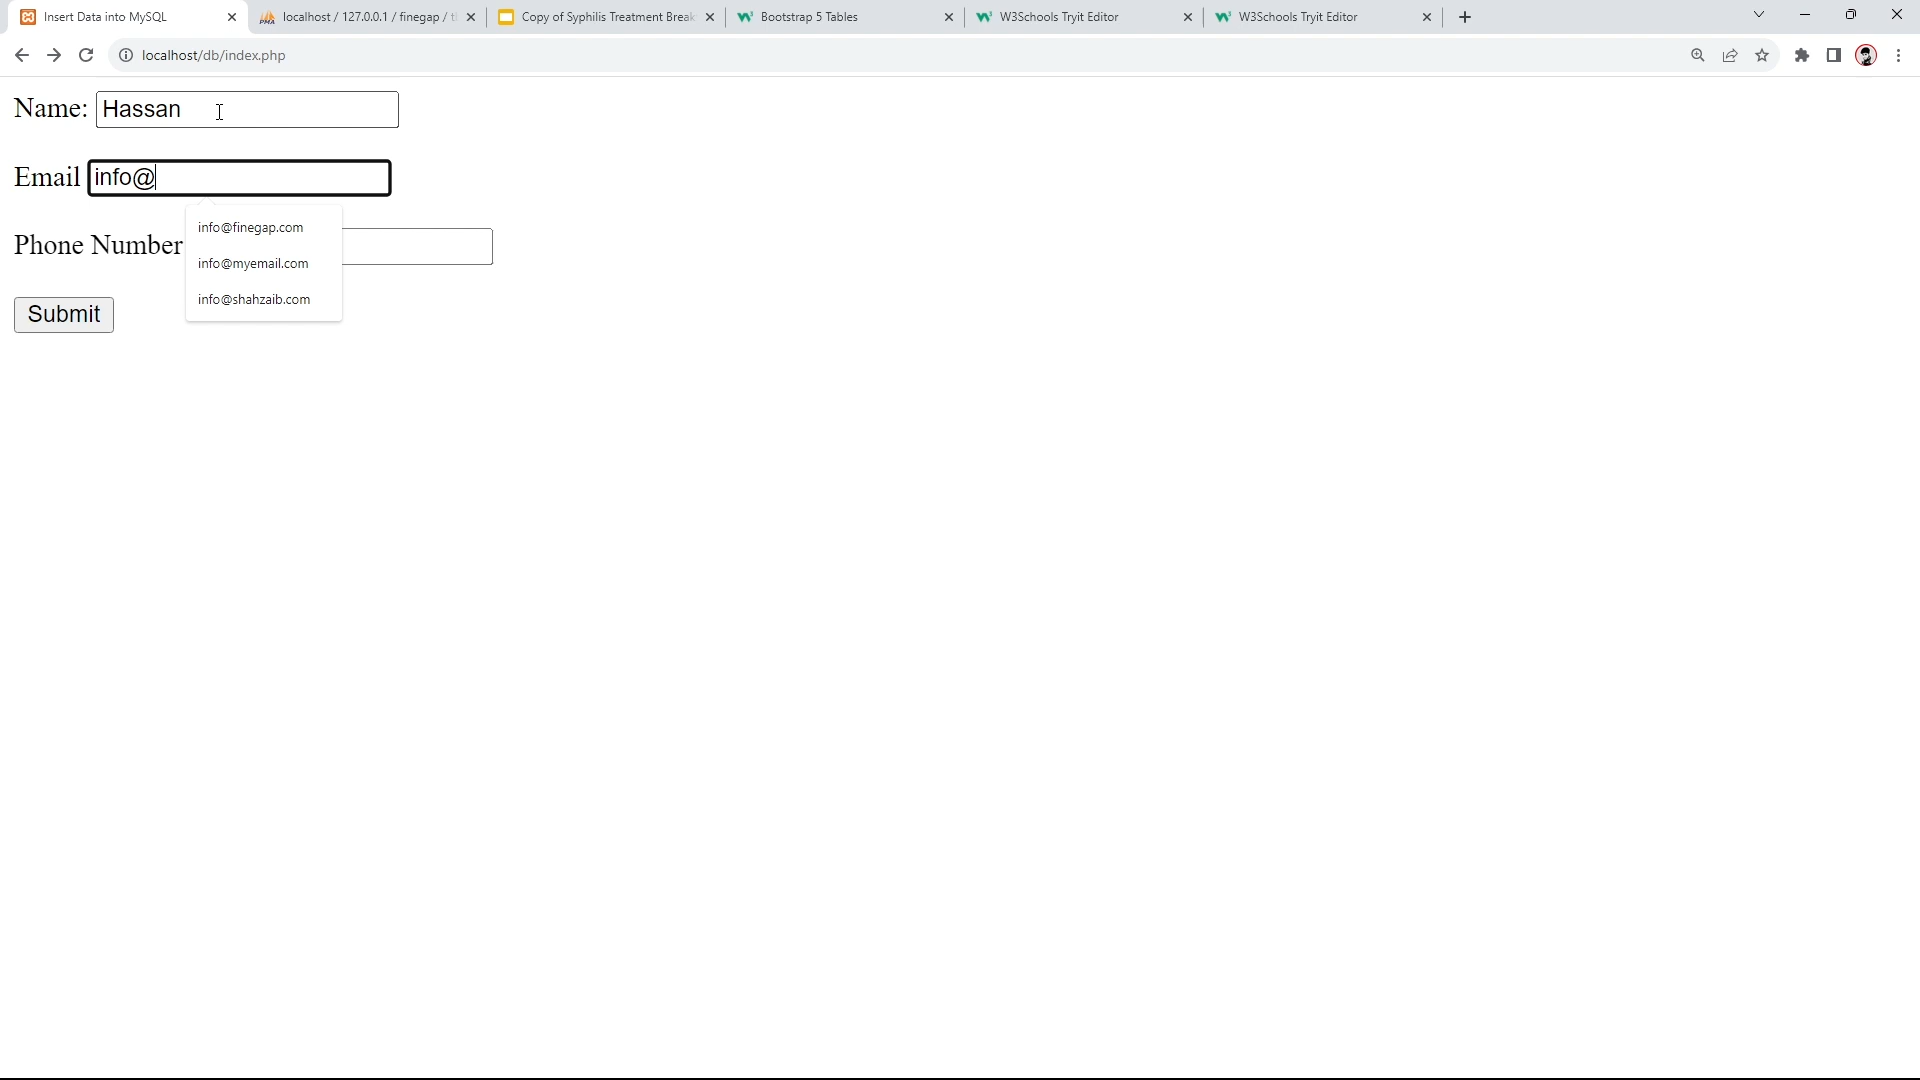 Insert Data into MySQL
localhost / 127.0.0.1 / finegap / t
Copy of Syphilis Treatment Break
Bootstrap 5 Tables
W3Schools Tryit Editor
W3Schools Tryit Editor
localhost/db/index.php
Name: Hassan
Email info@
info@finegap.com
Phone Number
info@myemail.com
info@shahzaib.com
Submit